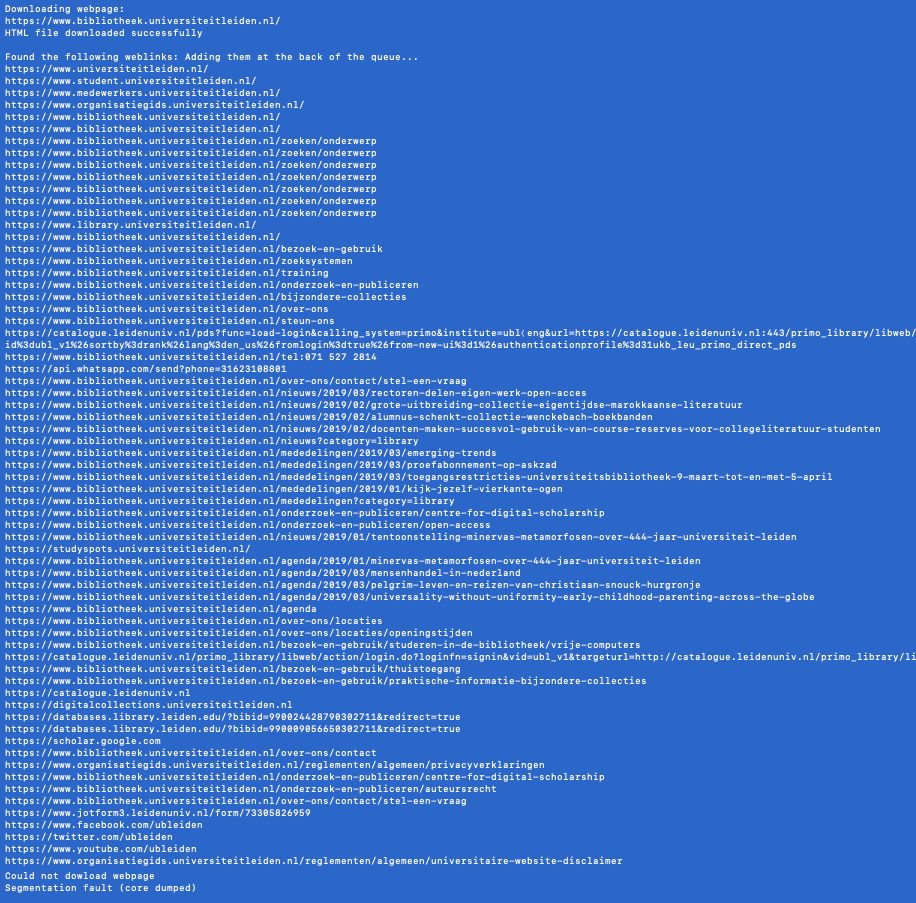 Downloading webpage:
https://www.bibliotheek.universiteitleiden.nl/
HTML file downloaded successfully

Found the following weblinks: Adding them at the back of the queue...
https://www.universiteitleiden.nl/
https://www.student.universiteitleiden.nl/
https://www.medewerkers.universiteitleiden.nl/
https://www.organisatiegids.universiteitleiden.nl/
https://www.bibliotheek.universiteitleiden.nl/
https://www.bibliotheek.universiteitleiden.nl/
https://www.bibliotheek.universiteitleiden.nl/zoeken/onderwerp
https://www.bibliotheek.universiteitleiden.nl/zoeken/onderwerp
https://www.bibliotheek.universiteitleiden.nl/zoeken/onderwerp
https://www.bibliotheek.universiteitleiden.nl/zoeken/onderwerp
https://www.bibliotheek.universiteitleiden.nl/zoeken/onderwerp
https://www.bibliotheek.universiteitleiden.nl/zoeken/onderwerp
https://www.bibliotheek.universiteitleiden.nl/zoeken/onderwerp
https://www.library.universiteitleiden.nl/
https://www.bibliotheek.universiteitleiden.nl/
https://www.bibliotheek.universiteitleiden.nl/bezoek-en-gebruik
https://www.bibliotheek.universiteitleiden.nl/zoeksystemen
https://www.bibliotheek.universiteitleiden.nl/training
https://www.bibliotheek.universiteitleiden.nl/onderzoek-en-publiceren
https://www.bibliotheek.universiteitleiden.nl/bijzondere-collecties
https://www.bibliotheek.universiteitleiden.nl/over-ons
https://www.bibliotheek.universiteitleiden.nl/steun-ons
https://catalogue.leidenuniv.nl/pds?func=load-login&calling_system=primo&institute=ubl⟨eng&url=https://catalogue.leidenuniv.nl:443/primo_library/libweb/
id%3dubl_v1%26sortby%3drank%26lang%3den_us%26fromlogin%3dtrue%26from-new-ui%3d1%26authenticationprofile%3d31ukb_leu_primo_direct_pds
https://www.bibliotheek.universiteitleiden.nl/tel:071 527 2814
https://api.whatsapp.com/send?phone=31623108801
https://www.bibliotheek.universiteitleiden.nl/over-ons/contact/stel-een-vraag
https://www.bibliotheek.universiteitleiden.nl/nieuws/2019/03/rectoren-delen-eigen-werk-open-acces
https://www.bibliotheek.universiteitleiden.nl/nieuws/2019/02/grote-uitbreiding-collectie-eigentijdse-marokkaanse-literatuur
https://www.bibliotheek.universiteitleiden.nl/nieuws/2019/02/alumnus-schenkt-collectie-wenckebach-boekbanden
https://www.bibliotheek.universiteitleiden.nl/nieuws/2019/02/docenten-maken-succesvol-gebruik-van-course-reserves-voor-collegeliteratuur-studenten
https://www.bibliotheek.universiteitleiden.nl/nieuws?category=library
https://www.bibliotheek.universiteitleiden.nl/mededelingen/2019/03/emerging-trends
https://www.bibliotheek.universiteitleiden.nl/mededelingen/2019/03/proefabonnement-op-askzad
https://www.bibliotheek.universiteitleiden.nl/mededelingen/2019/03/toegangsrestricties-universiteitsbibliotheek-9-maart-tot-en-met-5-april
https://www.bibliotheek.universiteitleiden.nl/mededelingen/2019/01/kijk-jezelf-vierkante-ogen
https://www.bibliotheek.universiteitleiden.nl/mededelingen?category=library
https://www.bibliotheek.universiteitleiden.nl/onderzoek-en-publiceren/centre-for-digital-scholarship
https://www.bibliotheek.universiteitleiden.nl/onderzoek-en-publiceren/open-access
https://www.bibliotheek.universiteitleiden.nl/nieuws/2019/01/tentoonstelling-minervas-metamorfosen-over-444-jaar-universiteit-leiden
https://studyspots.universiteitleiden.nl/
https://www.bibliotheek.universiteitleiden.nl/agenda/2019/01/minervas-metamorfosen-over-444-jaar-universiteit-leiden
https://www.bibliotheek.universiteitleiden.nl/agenda/2019/03/mensenhandel-in-nederland
https://www.bibliotheek.universiteitleiden.nl/agenda/2019/03/pelgrim-leven-en-reizen-van-christiaan-snouck-hurgronje
https://www.bibliotheek.universiteitleiden.nl/agenda/2019/03/universality-without-uniformity-early-childhood-parenting-across-the-globe
https://www.bibliotheek.universiteitleiden.nl/agenda
https://www.bibliotheek.universiteitleiden.nl/over-ons/locaties
https://www.bibliotheek.universiteitleiden.nl/over-ons/locaties/openingstijden
https://www.bibliotheek.universiteitleiden.nl/bezoek-en-gebruik/studeren-in-de-bibliotheek/vrije-computers
https://catalogue.leidenuniv.nl/primo_library/libweb/action/login.do?loginfn=signin&vid=ubl_v1&targeturl=http://catalogue.leidenuniv.nl/primo_library/li
https://www.bibliotheek.universiteitleiden.nl/bezoek-en-gebruik/thuistoegang
https://www.bibliotheek.universiteitleiden.nl/bezoek-en-gebruik/praktische-informatie-bijzondere-collecties
https://catalogue.leidenuniv.nl
https://digitalcollections.universiteitleiden.nl
https://databases.library.leiden.edu/?bibid=990024428790302711&redirect=true
https://databases.library.leiden.edu/?bibid=990009056650302711&redirect=true
https://scholar.google.com
https://www.bibliotheek.universiteitleiden.nl/over-ons/contact
https://www.organisatiegids.universiteitleiden.nl/reglementen/algemeen/privacyverklaringen
https://www.bibliotheek.universiteitleiden.nl/onderzoek-en-publiceren/centre-for-digital-scholarship
https://www.bibliotheek.universiteitleiden.nl/onderzoek-en-publiceren/auteursrecht
https://www.bibliotheek.universiteitleiden.nl/over-ons/contact/stel-een-vraag
https://www.jotform3.leidenuniv.nl/form/73305826959
https://www.facebook.com/ubleiden
https://twitter.com/ubleiden
https://www.youtube.com/ubleiden
https://www.organisatiegids.universiteitleiden.nl/reglementen/algemeen/universitaire-website-disclaimer
Could not dowload webpage
Segmentation fault (core dumped)